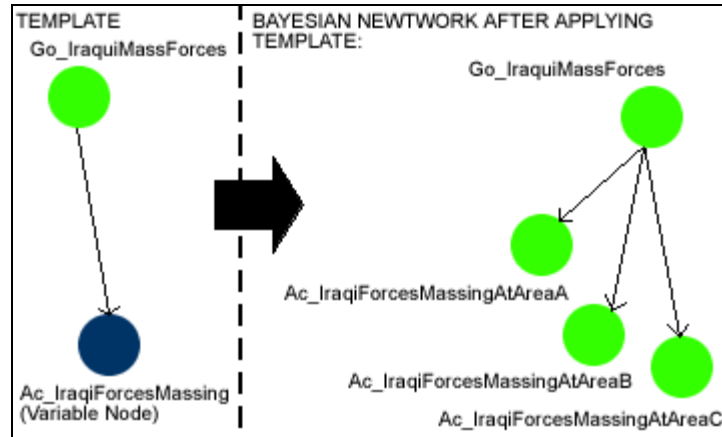 TEMPLATE
Go_IraquiMassForces
Ac_IraqiForcesMassing
(Variable Node)
BAYESIAN NEWTWORK AFTER APPLYING
TEMPLATE:
Go_IraquiMassForces
Ac_IraqiForcesMassingAtAreaA
Ac_IraqiForcesMassingAtAreaB
Ac_IraqiForcesMassingAtAreaC